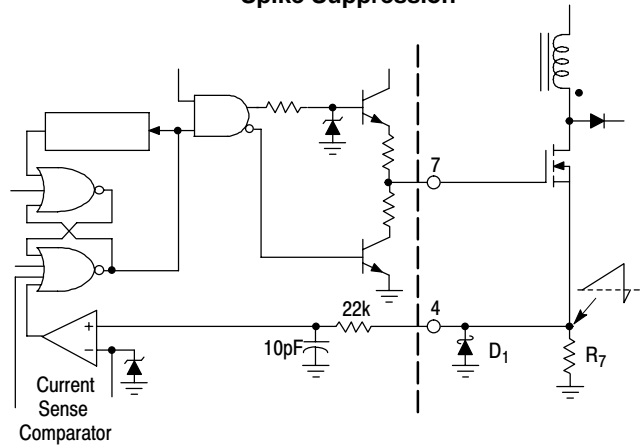 Spike Suppression
7
22k
4
+
−
10pF
D1
R7
Current
Sense
Comparator